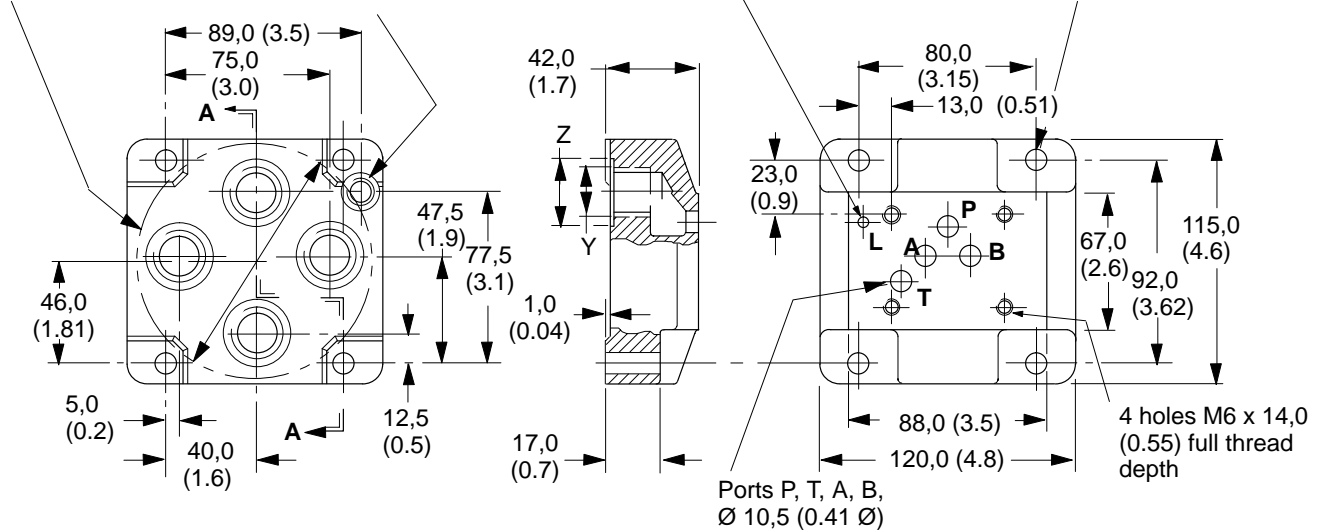 89,0 (3.5)
75,0
(3.0)
A
47,5
(1.9)
77,5
(3.1)
46,0
(1.81)
5,0
(0.2)
40,0
(1.6)
A
12,5
(0.5)
42,0
(1.7)
Z
Y
1,0
(0.04)
17,0
(0.7)
80,0
(3.15)
13,0 (0.51)
23,0
(0.9)
P
L
A
B
T
67,0
(2.6)
92,0
(3.62)
115,0
(4.6)
88,0 (3.5)
120,0 (4.8)
4 holes M6 x 14,0
(0.55) full thread
depth
Ports P, T, A, B,
Ø 10,5 (0.41 Ø)